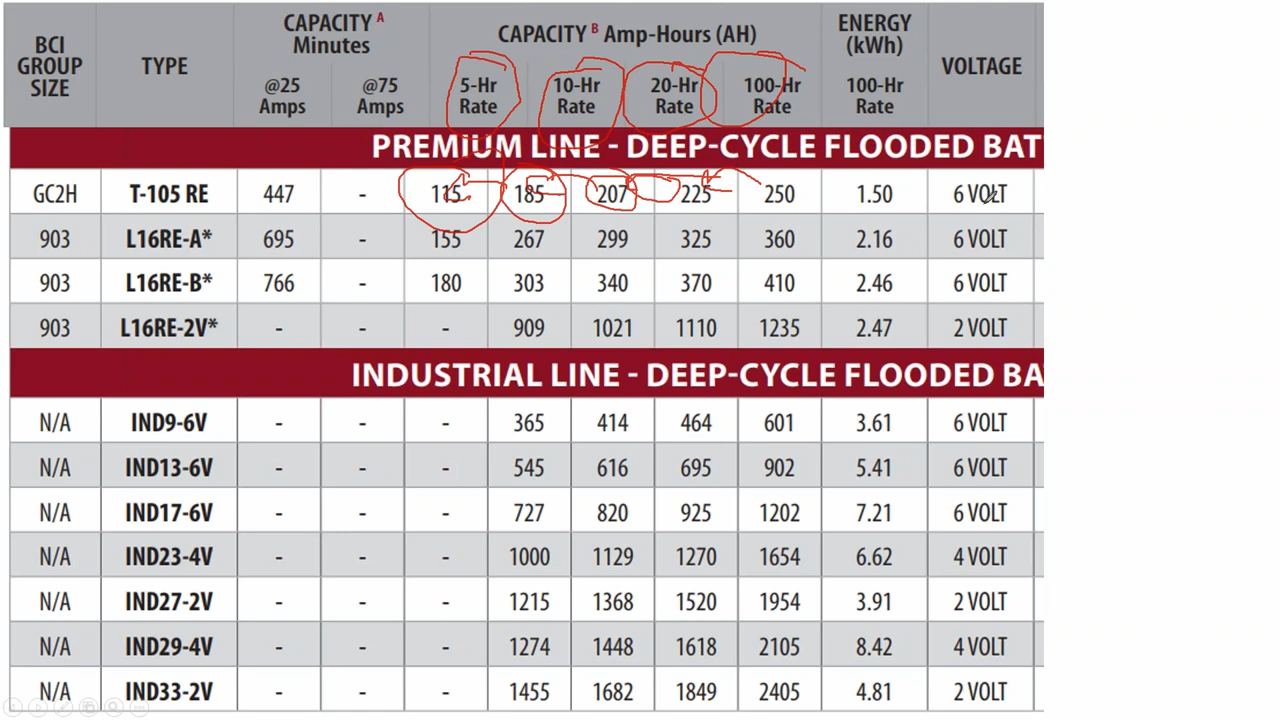 BCI GROUP SIZE TYPE CAPACITY A Minutes CAPACITY B Amp-Hours (AH) ENERGY (kWh) VOLTAGE
@25 Amps @75 Amps 5-Hr Rate 10-Hr Rate 20-Hr Rate 100-Hr Rate 100-Hr Rate
PREMIUM LINE - DEEP-CYCLE FLOODED BAT
GC2H T-105 RE 447 - 115 185 207 225 250 1.50 6 VOLT
903 L16RE-A* 695 - 155 267 299 325 360 2.16 6 VOLT
903 L16RE-B* 766 - 180 303 340 370 410 2.46 6 VOLT
903 L16RE-2V* - - - 909 1021 1110 1235 2.47 2 VOLT
INDUSTRIAL LINE - DEEP-CYCLE FLOODED BA
N/A IND9-6V - - - 365 414 464 601 3.61 6 VOLT
N/A IND13-6V - - - 545 616 695 902 5.41 6 VOLT
N/A IND17-6V - - - 727 820 925 1202 7.21 6 VOLT
N/A IND23-4V - - - 1000 1129 1270 1654 6.62 4 VOLT
N/A IND27-2V - - - 1215 1368 1520 1954 3.91 2 VOLT
N/A IND29-4V - - - 1274 1448 1618 2105 8.42 4 VOLT
N/A IND33-2V - - - 1455 1682 1849 2405 4.81 2 VOLT